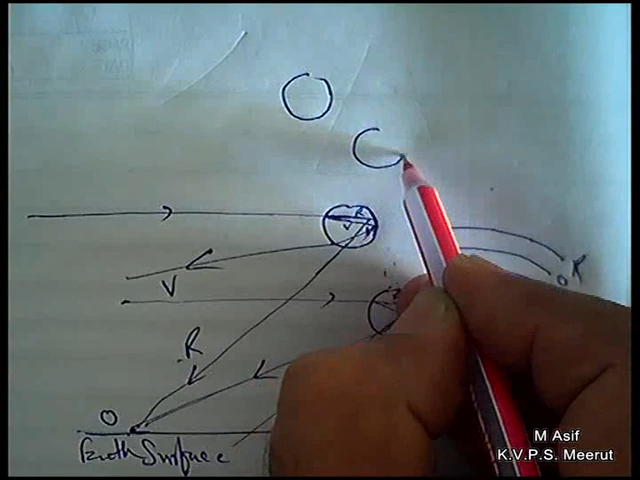 R
V
V
R
O
Earth Surface
M Asif
K.V.P.S. Meerut